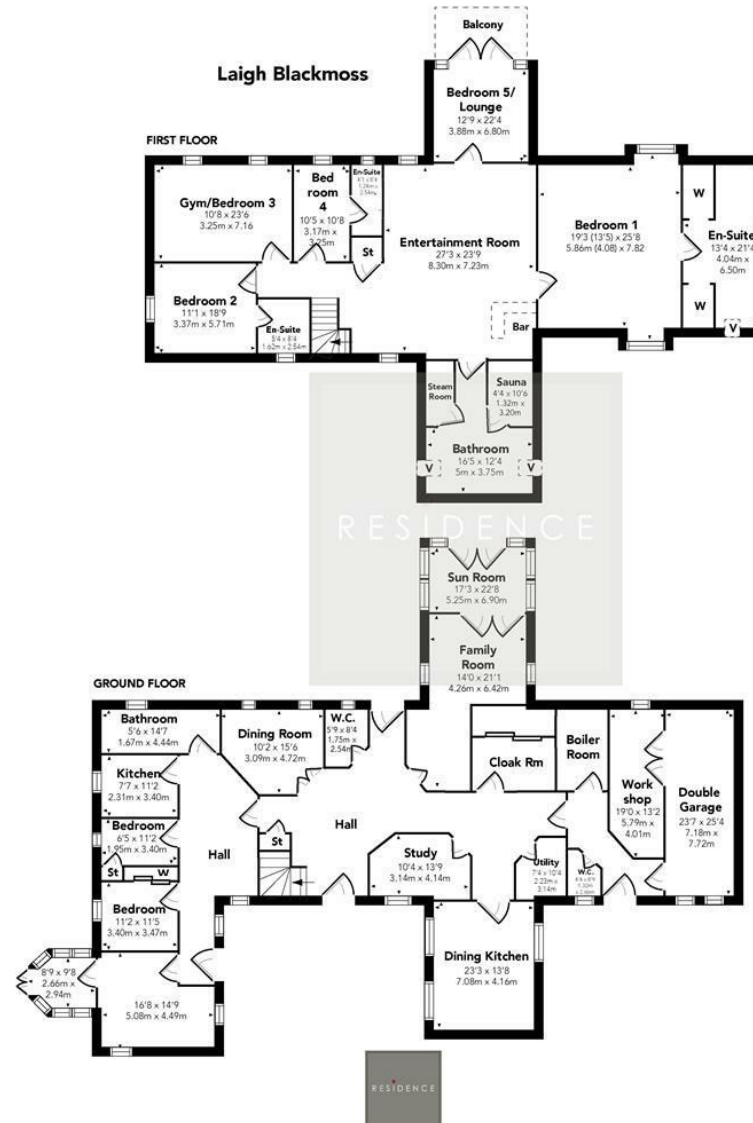 Laigh Blackmoss
FIRST FLOOR
Balcony
Bedroom 5/
Lounge
12'9 x 22'4
3.88m x 6.80m
Gym/Bedroom 3
10'8 x 23'6
3.25m x 7.16
Bed
room
4
10'5 x 10'8
3.17m x
3.25m
En-Suite
St
Entertainment Room
27'3 x 23'9
8.30m x 7.23m
Bedroom 1
19'3 (13'5) x 25'8
5.86m (4.08) x 7.82
W
En-Suite
13'4 x 21'4
4.04m x
6.50m
W
V
Bedroom 2
11'1 x 18'9
3.37m x 5.71m
En-Suite
5'4 x 8'4
1.62m x 2.54m
Bar
Steam
Room
Sauna
4'4 x 10'6
1.32m x
3.20m
Bathroom
16'5 x 12'4
5m x 3.75m
V
V
RESIDENCE
Sun Room
17'3 x 22'8
5.25m x 6.90m
Family
Room
14'0 x 21'1
4.26m x 6.42m
GROUND FLOOR
Bathroom
5'6 x 14'7
1.67m x 4.44m
Dining Room
10'2 x 15'6
3.09m x 4.72m
W.C.
5'9 x 8'4
1.75m x
2.54m
Kitchen
7'7 x 11'2
2.31m x 3.40m
Cloak Rm
Boiler
Room
Work
shop
19'0 x 13'2
5.79m x
4.01m
Double
Garage
23'7 x 25'4
7.18m x
7.72m
Bedroom
6'5 x 11'2
1.95m x 3.40m
St
W
Hall
St
Hall
Study
10'4 x 13'9
3.14m x 4.14m
Utility
7'4 x 10'4
2.23m x
3.14m
W.C.
Bedroom
11'2 x 11'5
3.40m x 3.47m
Dining Kitchen
23'3 x 13'8
7.08m x 4.16m
8'9 x 9'8
2.66m x
2.94m
16'8 x 14'9
5.08m x 4.49m
RESIDENCE